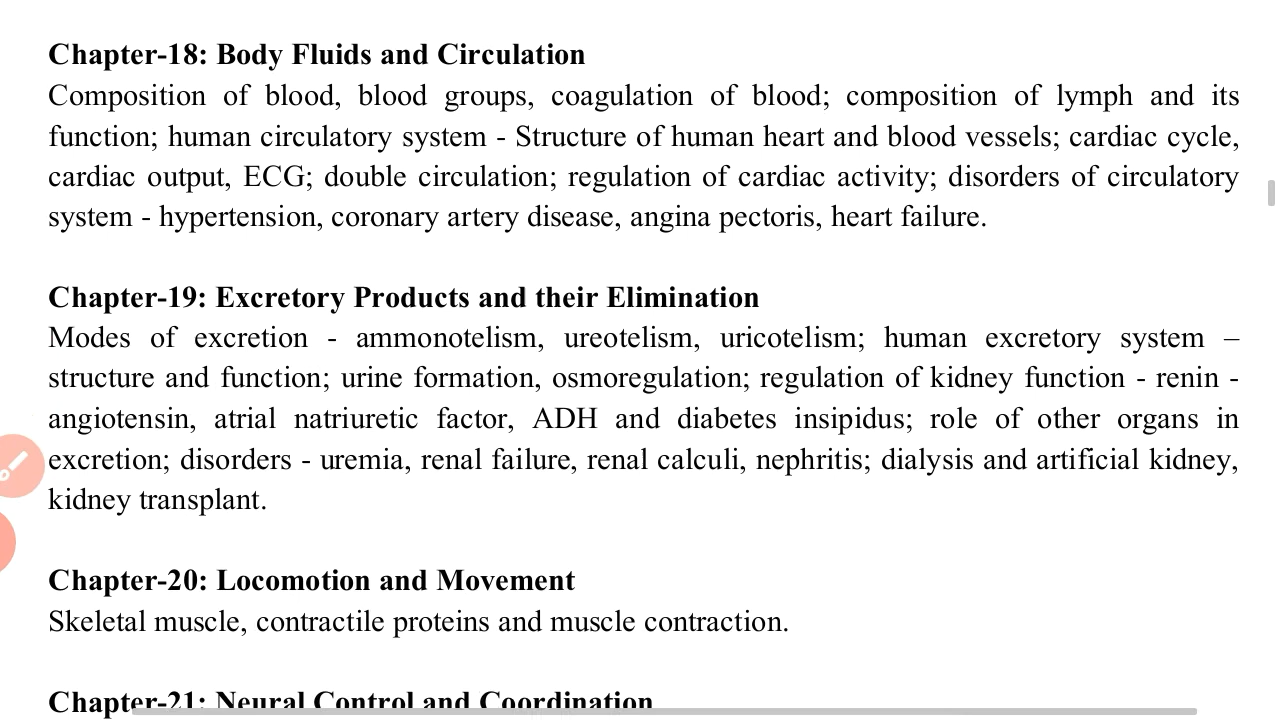 Chapter-18: Body Fluids and Circulation
Composition of blood, blood groups, coagulation of blood; composition of lymph and its
function; human circulatory system - Structure of human heart and blood vessels; cardiac cycle,
cardiac output, ECG; double circulation; regulation of cardiac activity; disorders of circulatory
system - hypertension, coronary artery disease, angina pectoris, heart failure.
Chapter-19: Excretory Products and their Elimination
Modes of excretion - ammonotelism, ureotelism, uricotelism; human excretory system –
structure and function; urine formation, osmoregulation; regulation of kidney function - renin -
angiotensin, atrial natriuretic factor, ADH and diabetes insipidus; role of other organs in
excretion; disorders - uremia, renal failure, renal calculi, nephritis; dialysis and artificial kidney,
kidney transplant.
Chapter-20: Locomotion and Movement
Skeletal muscle, contractile proteins and muscle contraction.
Chapter-21: Neural Control and Coordination